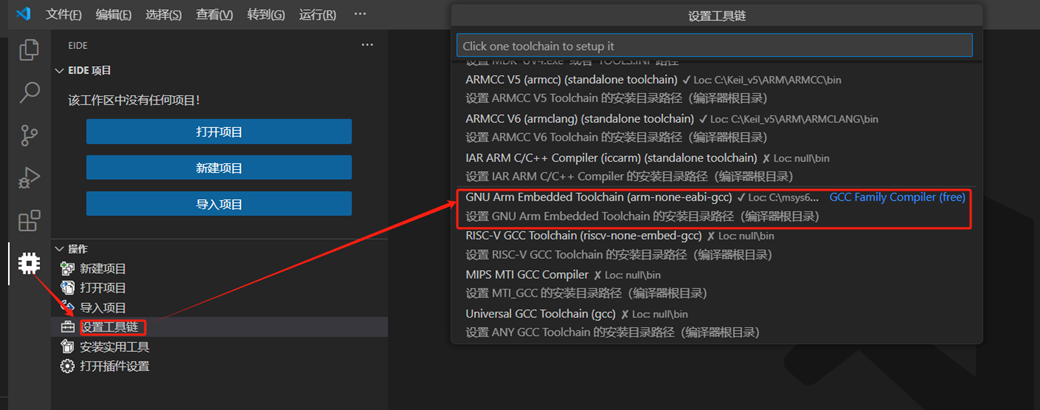 文件(F) 编辑(E) 选择(S) 查看(V) 转到(G) 运行(R) ···
EIDE ···
EIDE 项目
该工作区中没有任何项目!
打开项目
新建项目
导入项目
操作
新建项目
打开项目
导入项目
设置工具链
安装实用工具
打开插件设置
设置工具链
Click one toolchain to setup it
ARMCC V5 (armcc) (standalone toolchain) ✓ Loc: C:\Keil_v5\ARM\ARMCC\bin
设置 ARMCC V5 Toolchain 的安装目录路径（编译器根目录）
ARMCC V6 (armclang) (standalone toolchain) ✓ Loc: C:\Keil_v5\ARM\ARMCLANG\bin
设置 ARMCC V6 Toolchain 的安装目录路径（编译器根目录）
IAR ARM C/C++ Compiler (iccarm) (standalone toolchain) ✗ Loc: null\bin
设置 IAR ARM C/C++ Compiler 的安装目录路径（编译器根目录）
GNU Arm Embedded Toolchain (arm-none-eabi-gcc) ✓ Loc: C:\msys6... GCC Family Compiler (free)
设置 GNU Arm Embedded Toolchain 的安装目录路径（编译器根目录）
RISC-V GCC Toolchain (riscv-none-embed-gcc) ✗ Loc: null\bin
设置 RISC-V GCC Toolchain 的安装目录路径（编译器根目录）
MIPS MTI GCC Compiler ✗ Loc: null\bin
设置 MTI_GCC 的安装目录路径（编译器根目录）
Universal GCC Toolchain (gcc) ✗ Loc: null\bin
设置 ANY GCC Toolchain 的安装目录路径（编译器根目录）